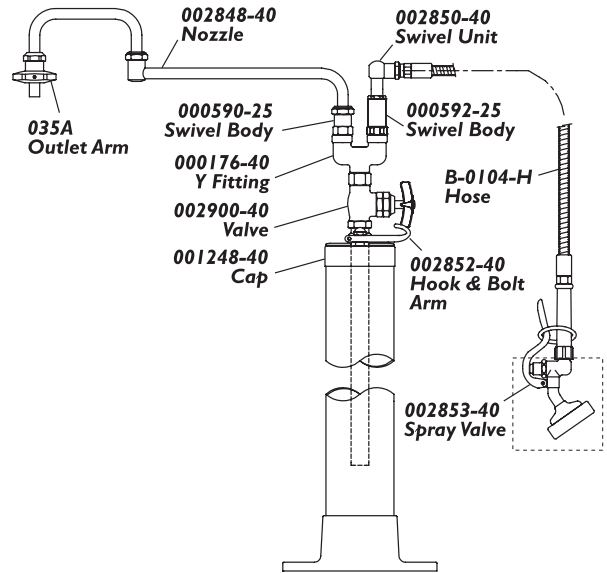 002848-40
Nozzle
002850-40
Swivel Unit
035A
Outlet Arm
000590-25
Swivel Body
000592-25
Swivel Body
000176-40
Y Fitting
B-0104-H
Hose
002900-40
Valve
001248-40
Cap
002852-40
Hook & Bolt
Arm
002853-40
Spray Valve